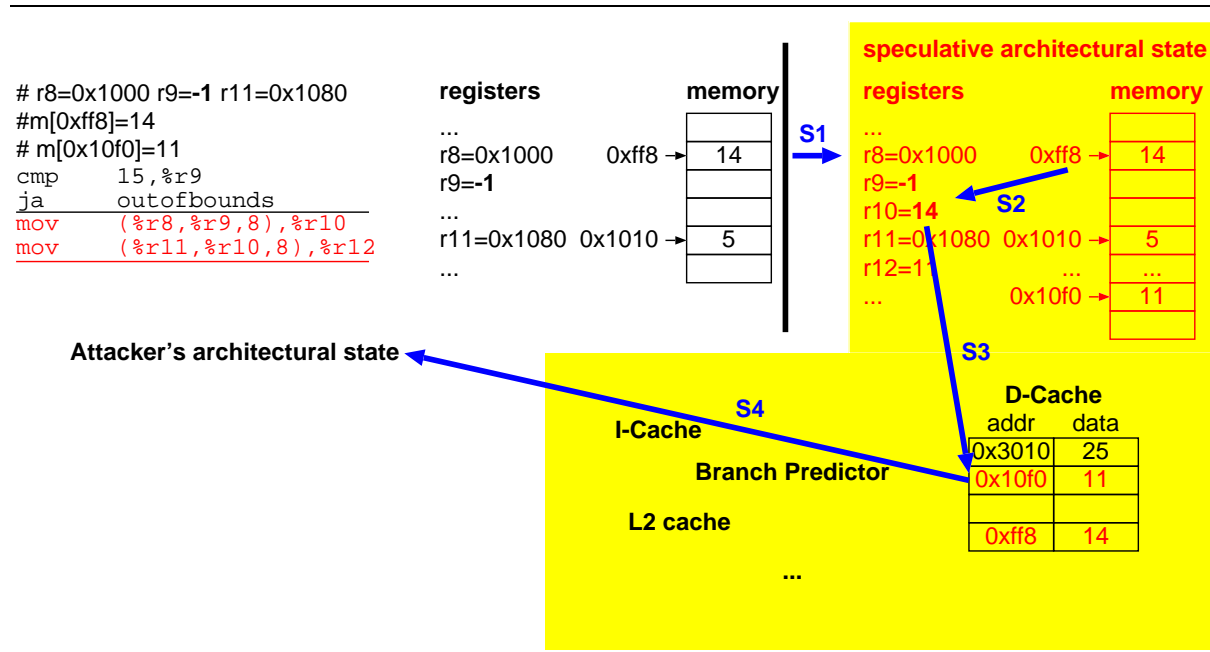 speculative architectural state
# r8=0x1000 r9=-1 r11=0x1080
#m[0xff8]=14
# m[0x10f0]=11
cmp 15,%r9
ja outofbounds
mov (%r8,%r9,8),%r10
mov (%r11,%r10,8),%r12
registers memory
...
r8=0x1000 0xff8 14
r9=-1
...
r11=0x1080 0x1010 5
...
S1
registers memory
...
r8=0x1000 0xff8 14
r9=-1
S2
r10=14
r11=0x1080 0x1010 5
r12=11 ... ...
... 0x10f0 11
Attacker's architectural state
S3
S4
I-Cache
Branch Predictor
L2 cache
...
D-Cache
addr data
0x3010 25
0x10f0 11
0xff8 14